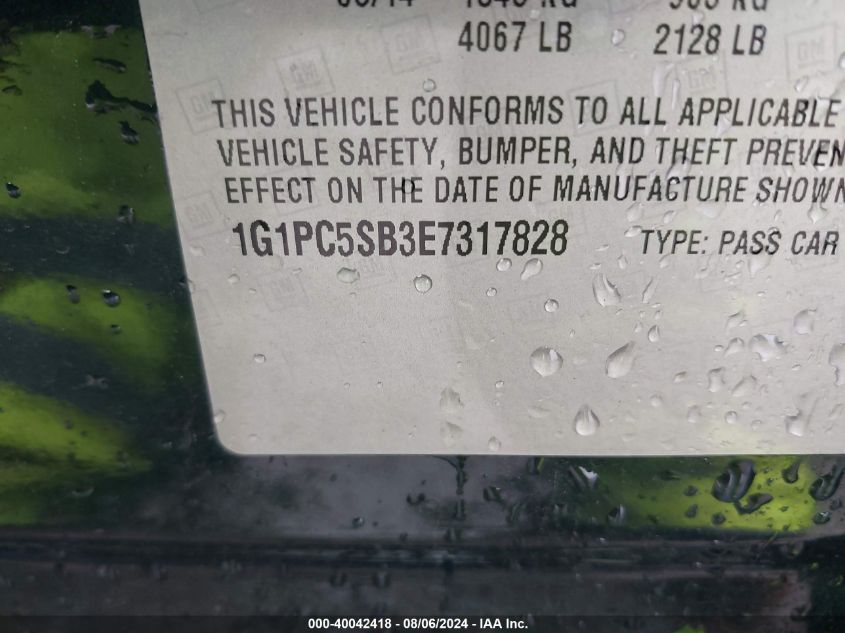 4067 LB 2128 LB
THIS VEHICLE CONFORMS TO ALL APPLICABLE
VEHICLE SAFETY, BUMPER, AND THEFT PREVEN
EFFECT ON THE DATE OF MANUFACTURE SHOWN
1G1PC5SB3E7317828 TYPE: PASS CAR
000-40042418 - 08/06/2024 - IAA Inc.